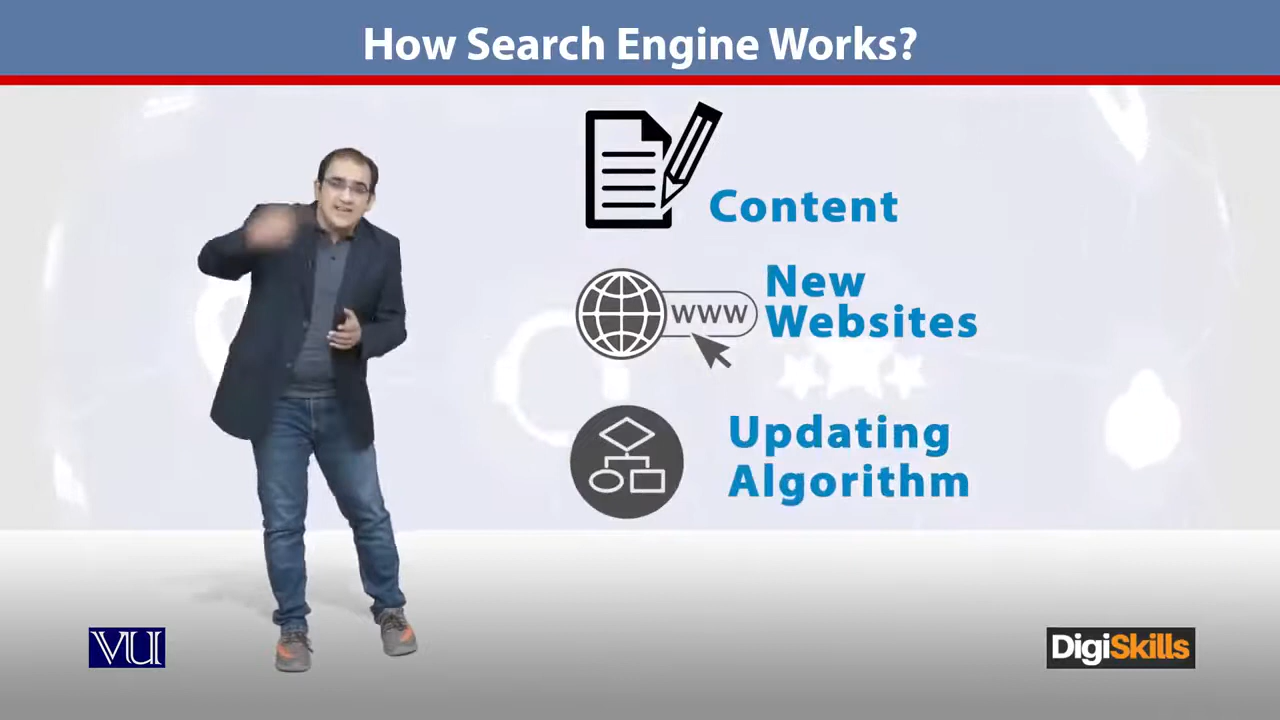 How Search Engine Works?
Content
New
WWW
Websites
Updating
Algorithm
VU
DigiSkills